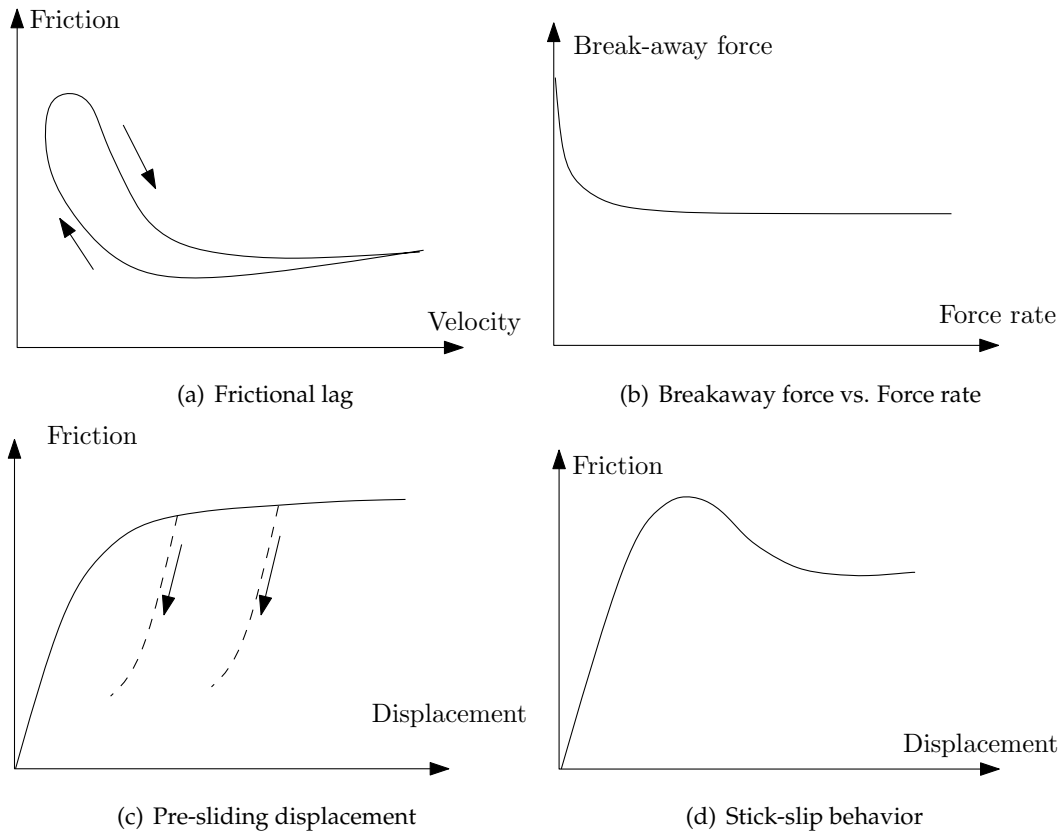 Friction
Velocity
(a) Frictional lag
Break-away force
Force rate
(b) Breakaway force vs. Force rate
Friction
Displacement
(c) Pre-sliding displacement
Friction
Displacement
(d) Stick-slip behavior